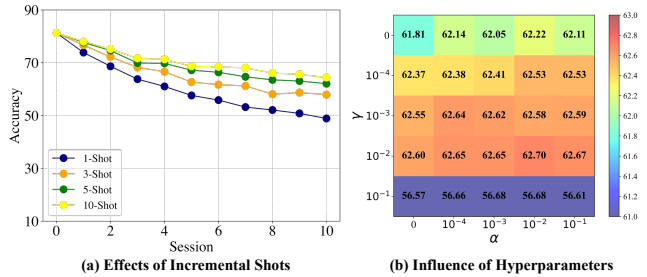 90
70
50
30
10
Accuracy
1-Shot
3-Shot
5-Shot
10-Shot
0 2 4 6 8 10
Session
(a) Effects of Incremental Shots
γ
0 61.81 62.14 62.05 62.22 62.11
10⁻⁴ 62.37 62.38 62.41 62.53 62.53
10⁻³ 62.55 62.64 62.62 62.58 62.59
10⁻² 62.60 62.65 62.65 62.70 62.67
10⁻¹ 56.57 56.66 56.68 56.68 56.61
0 10⁻⁴ 10⁻³ 10⁻² 10⁻¹
α
63.0
62.8
62.6
62.4
62.2
62.0
61.8
61.6
61.4
61.2
61.0
(b) Influence of Hyperparameters